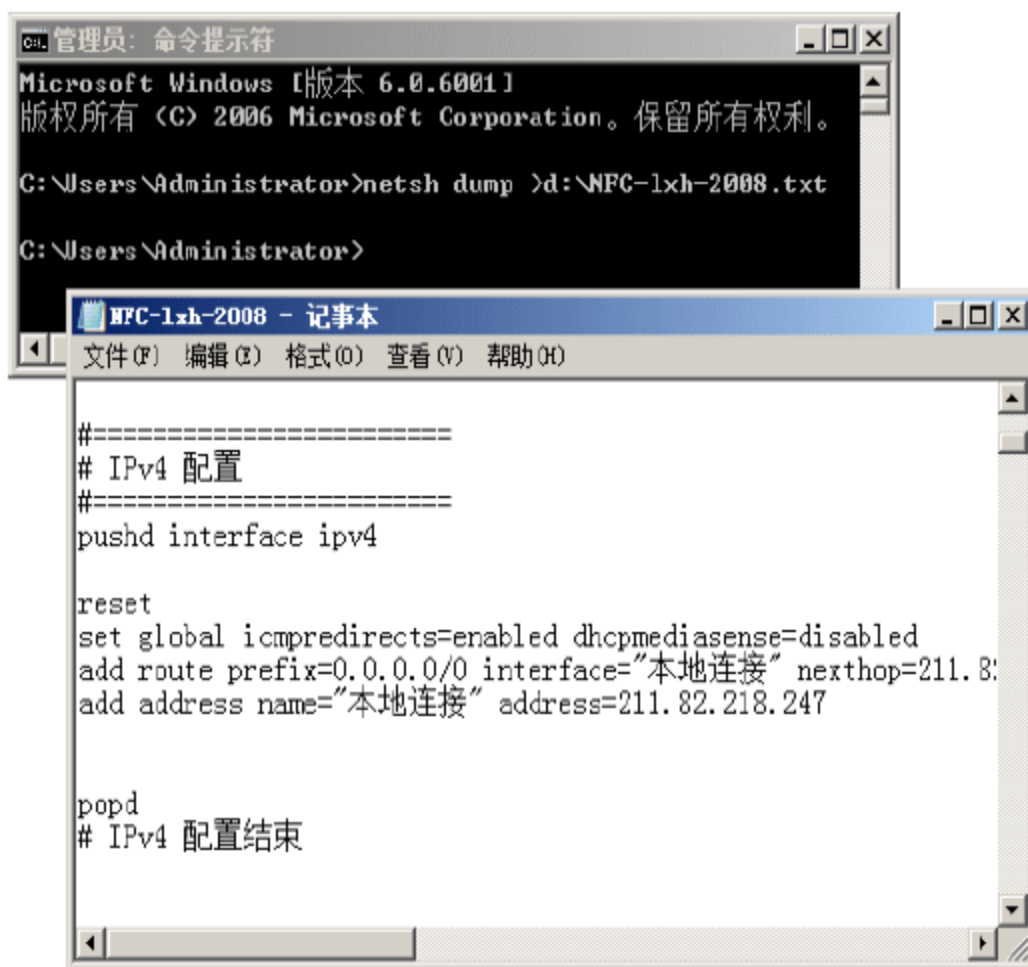 管理员: 命令提示符
Microsoft Windows [版本 6.0.6001]
版权所有 (C) 2006 Microsoft Corporation。保留所有权利。
C:\Users\Administrator>netsh dump >d:\NFC-lxh-2008.txt
C:\Users\Administrator>
NFC-lxh-2008 - 记事本
文件(F) 编辑(E) 格式(O) 查看(V) 帮助(H)
#========================
# IPv4 配置
#========================
pushd interface ipv4
reset
set global icmpredirects=enabled dhcpmediasense=disabled
add route prefix=0.0.0.0/0 interface="本地连接" nexthop=211.8
add address name="本地连接" address=211.82.218.247
popd
# IPv4 配置结束